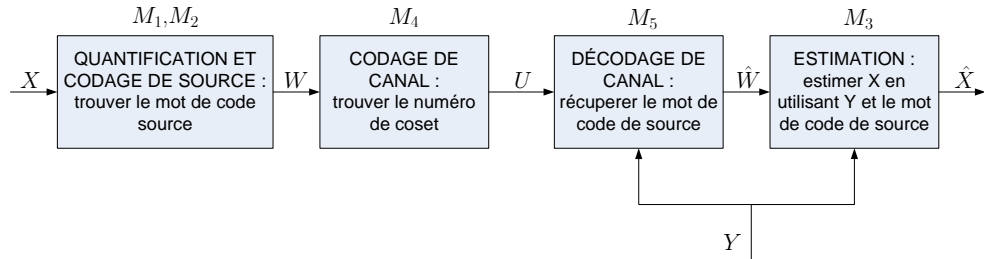 M₁,M₂
M₄
M₅
M₃
QUANTIFICATION ET
CODAGE DE SOURCE :
trouver le mot de code
source
CODAGE DE
CANAL :
trouver le numéro
de coset
DÉCODAGE DE
CANAL :
récuperer le mot de
code de source
ESTIMATION :
estimer X en
utilisant Y et le mot
de code de source
X
W
U
Ŵ
X̂
Y